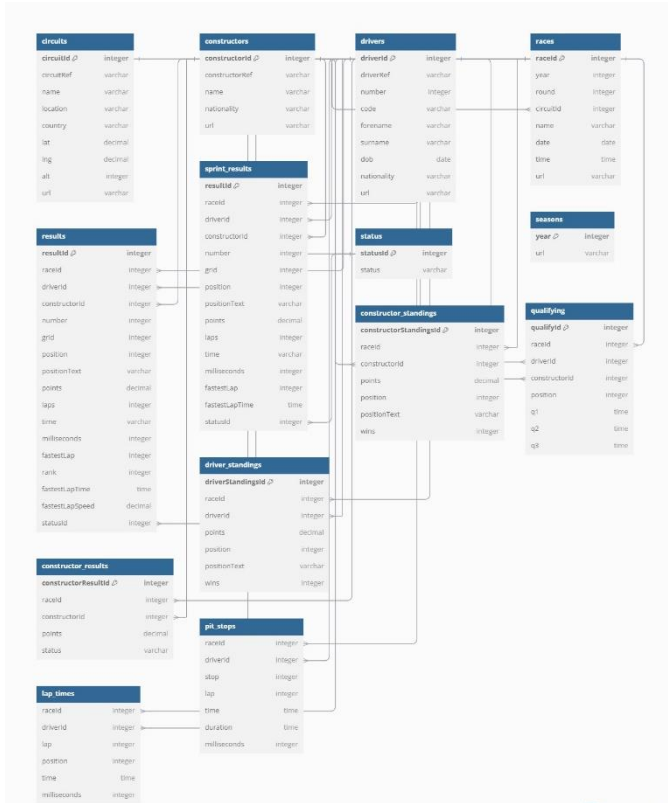 circuits
circuitId integer
circuitRef varchar
name varchar
location varchar
country varchar
lat decimal
lng decimal
alt integer
url varchar
constructors
constructorId integer
constructorRef varchar
name varchar
nationality varchar
url varchar
drivers
driverId integer
driverRef varchar
number integer
code varchar
forename varchar
surname varchar
dob date
nationality varchar
url varchar
races
raceId integer
year integer
round integer
circuitId integer
name varchar
date date
time time
url varchar
sprint_results
resultId integer
raceId integer
driverId integer
constructorId integer
number integer
grid integer
position integer
positionText varchar
points decimal
laps integer
time varchar
milliseconds integer
fastestLap integer
fastestLapTime time
statusId integer
seasons
year integer
url varchar
results
resultId integer
raceId integer
driverId integer
constructorId integer
number integer
grid integer
position integer
positionText varchar
points decimal
laps integer
time varchar
milliseconds integer
fastestLap integer
rank integer
fastestLapTime time
fastestLapSpeed decimal
statusId integer
status
statusId integer
status varchar
constructor_standings
constructorStandingsId integer
raceId integer
constructorId integer
points decimal
position integer
positionText varchar
wins integer
qualifying
qualifyId integer
raceId integer
driverId integer
constructorId integer
position integer
q1 time
q2 time
q3 time
driver_standings
driverStandingsId integer
raceId integer
driverId integer
points decimal
position integer
positionText varchar
wins integer
constructor_results
constructorResultId integer
raceId integer
constructorId integer
points decimal
status varchar
pit_stops
raceId integer
driverId integer
stop integer
lap integer
time time
duration time
milliseconds integer
lap_times
raceId integer
driverId integer
lap integer
position integer
time time
milliseconds integer